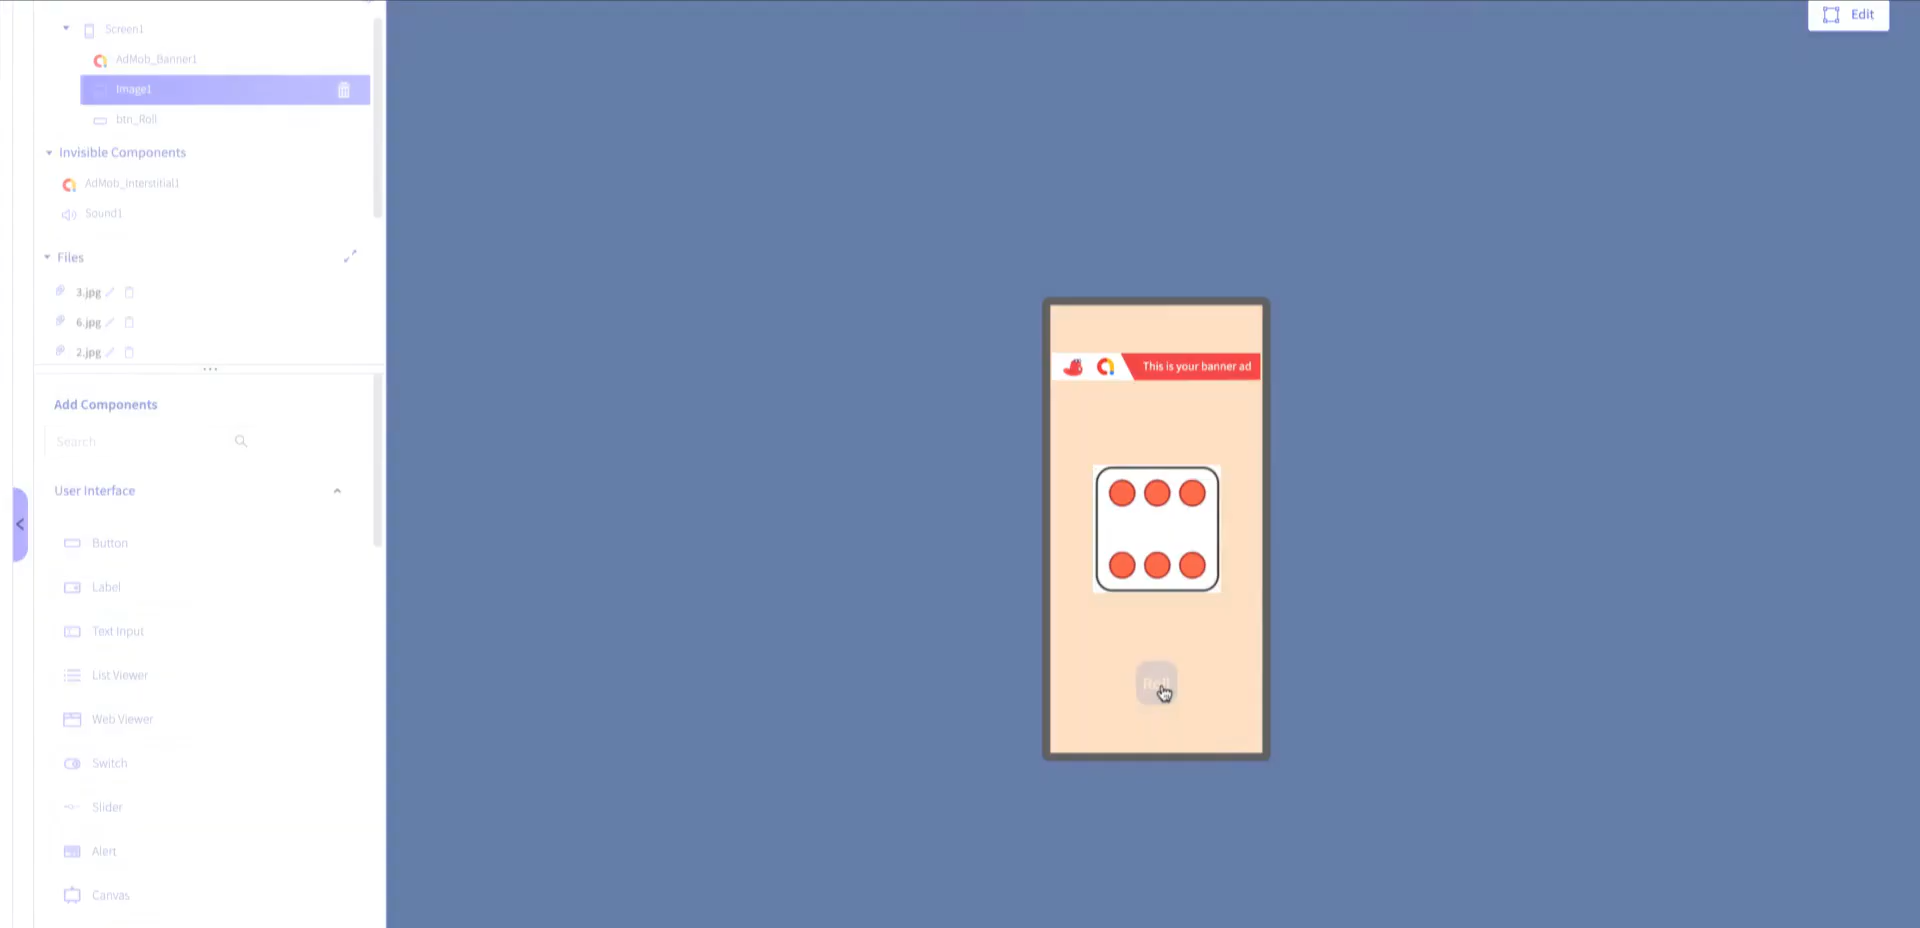 Screen1
AdMob_Banner1
Image1
btn_Roll
Invisible Components
AdMob_Interstitial1
Sound1
Files
3.jpg
6.jpg
2.jpg
Add Components
Search
User Interface
Button
Label
Text Input
List Viewer
Web Viewer
Switch
Slider
Alert
Canvas
Edit
This is your banner ad
Roll